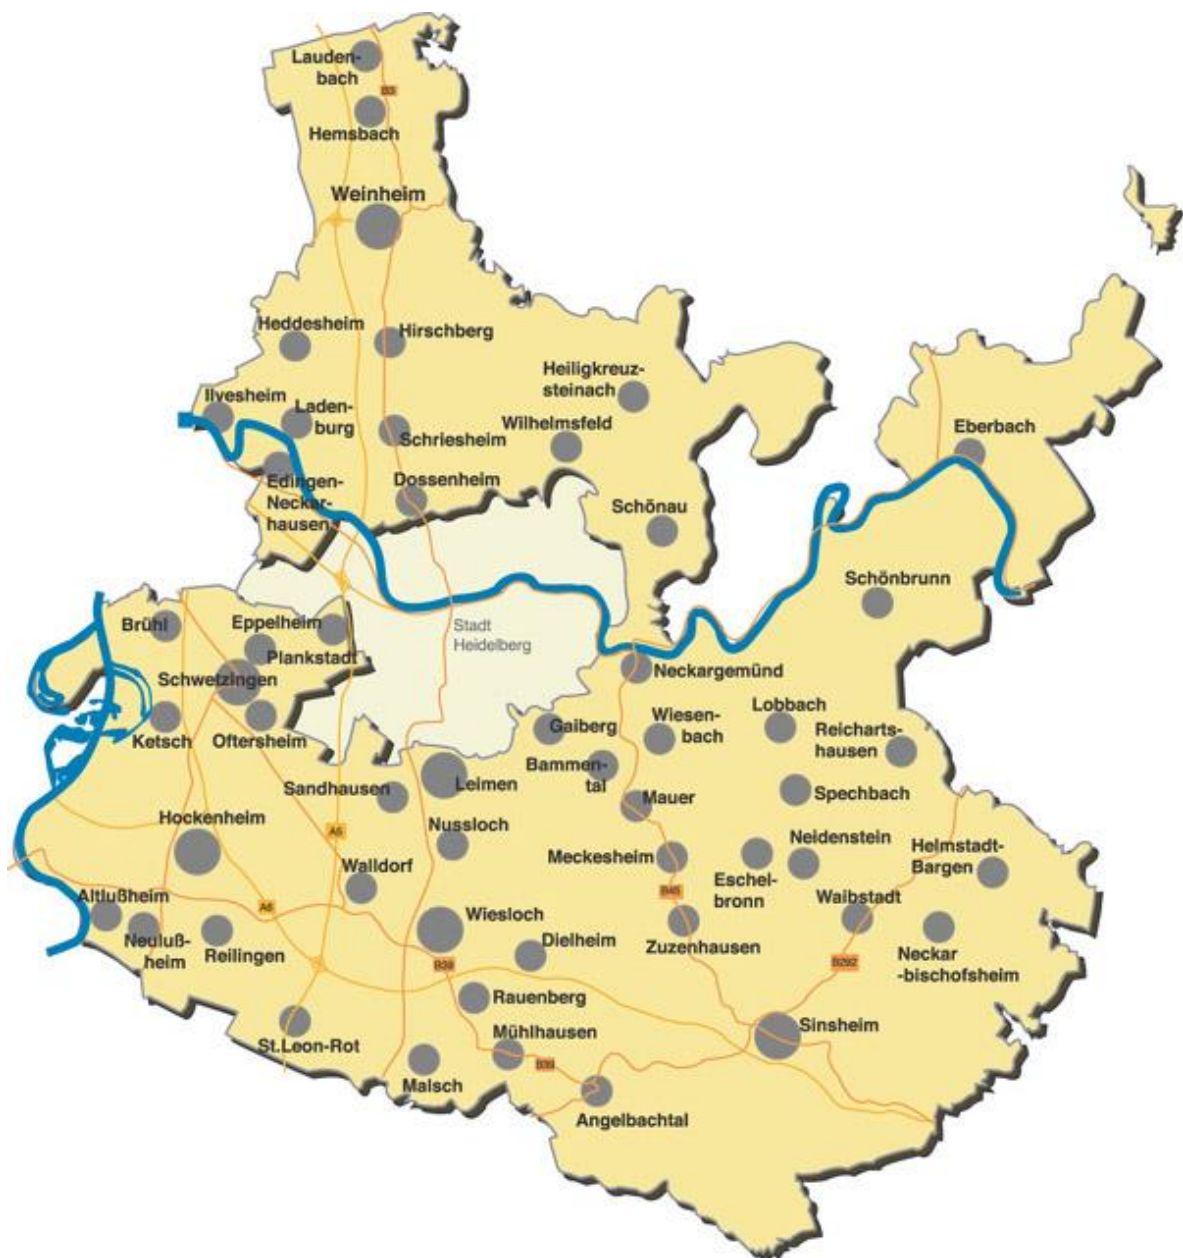 Lauden-
bach
B3
Hemsbach
Weinheim
Heddesheim
Hirschberg
Heiligkreuz-
steinach
Ilvesheim
Laden-
burg
Schriesheim
Wilhelmsfeld
Eberbach
Edingen-
Neckar-
hausen
Dossenheim
Schönau
Schönbrunn
Brühl
Eppelheim
Plankstadt
Stadt
Heidelberg
Schwetzingen
Neckargemünd
Ketsch
Oftersheim
Gaiberg
Wiesen-
bach
Lobbach
Reicharts-
hausen
Bammen-
tal
Sandhausen
Leimen
Mauer
Spechbach
Hockenheim
A5
Nussloch
Neidenstein
Helmstadt-
Bargen
Walldorf
Meckesheim
Eschel-
bronn
B45
Altlußheim
A6
Wiesloch
Waibstadt
Neuluß-
heim
Reilingen
Dielheim
Zuzenhausen
Neckar
-bischofsheim
B39
B292
Rauenberg
Sinsheim
St.Leon-Rot
Mühlhausen
B39
Malsch
Angelbachtal